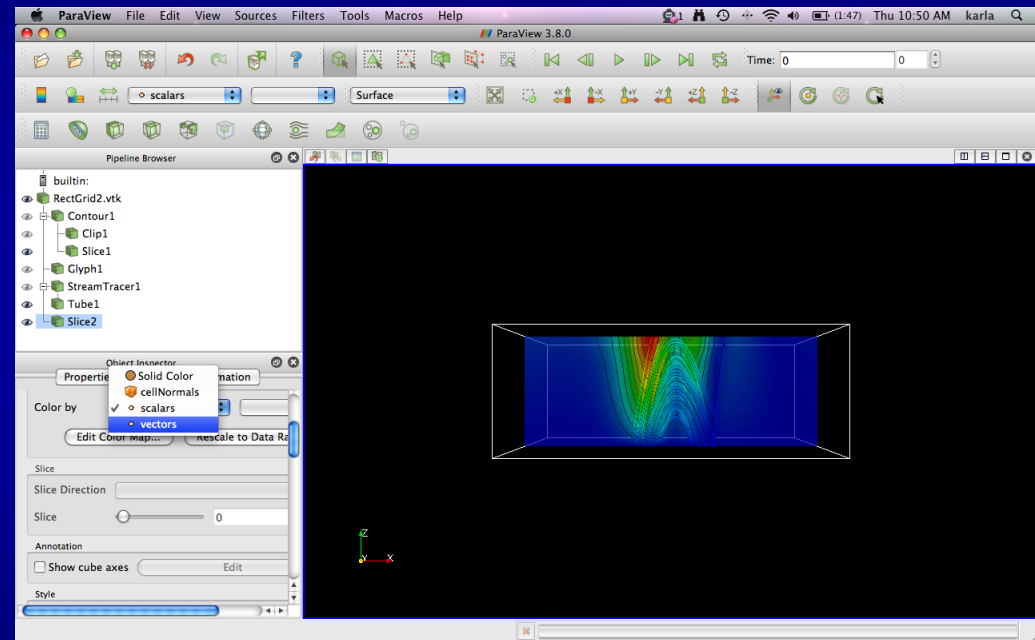 ParaView File Edit View Sources Filters Tools Macros Help 1 (1:47) Thu 10:50 AM karla
ParaView 3.8.0
? Time: 0 0
scalars Surface +X -X +Y -Y +Z -Z
Pipeline Browser
builtin:
RectGrid2.vtk
Contour1
Clip1
Slice1
Glyph1
StreamTracer1
Tube1
Slice2
Object Inspector
Propertie mation
Solid Color
cellNormals
Color by ✓ scalars
vectors
Edit Color Map... Rescale to Data Ra
Slice
Slice Direction
Slice 0
Annotation
Show cube axes Edit
Style
Z
Y X